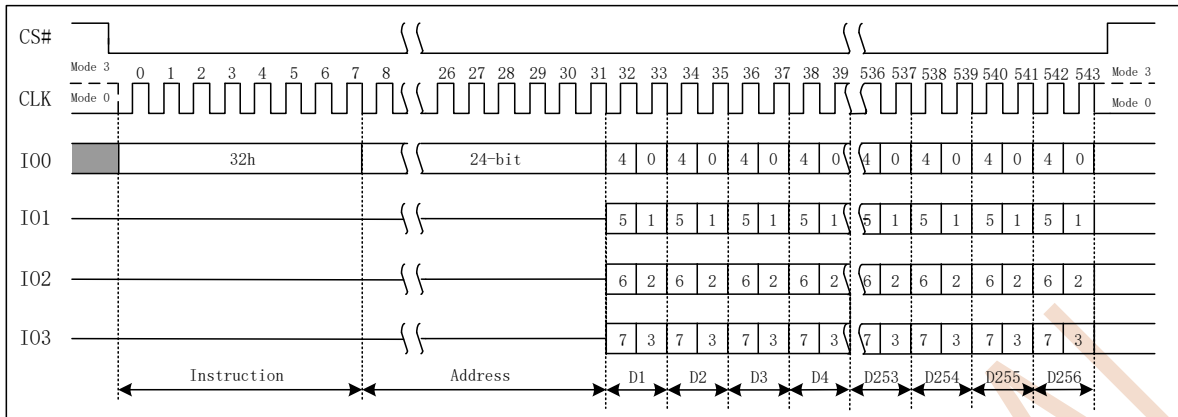 CS#
Mode 3 0 1 2 3 4 5 6 7 8 26 27 28 29 30 31 32 33 34 35 36 37 38 39 536 537 538 539 540 541 542 543 Mode 3
CLK Mode 0 Mode 0
IO0 32h 24-bit 4 0 4 0 4 0 4 0 4 0 4 0 4 0 4 0
IO1 5 1 5 1 5 1 5 1 5 1 5 1 5 1 5 1
IO2 6 2 6 2 6 2 6 2 6 2 6 2 6 2 6 2
IO3 7 3 7 3 7 3 7 3 7 3 7 3 7 3 7 3
Instruction Address D1 D2 D3 D4 D253 D254 D255 D256